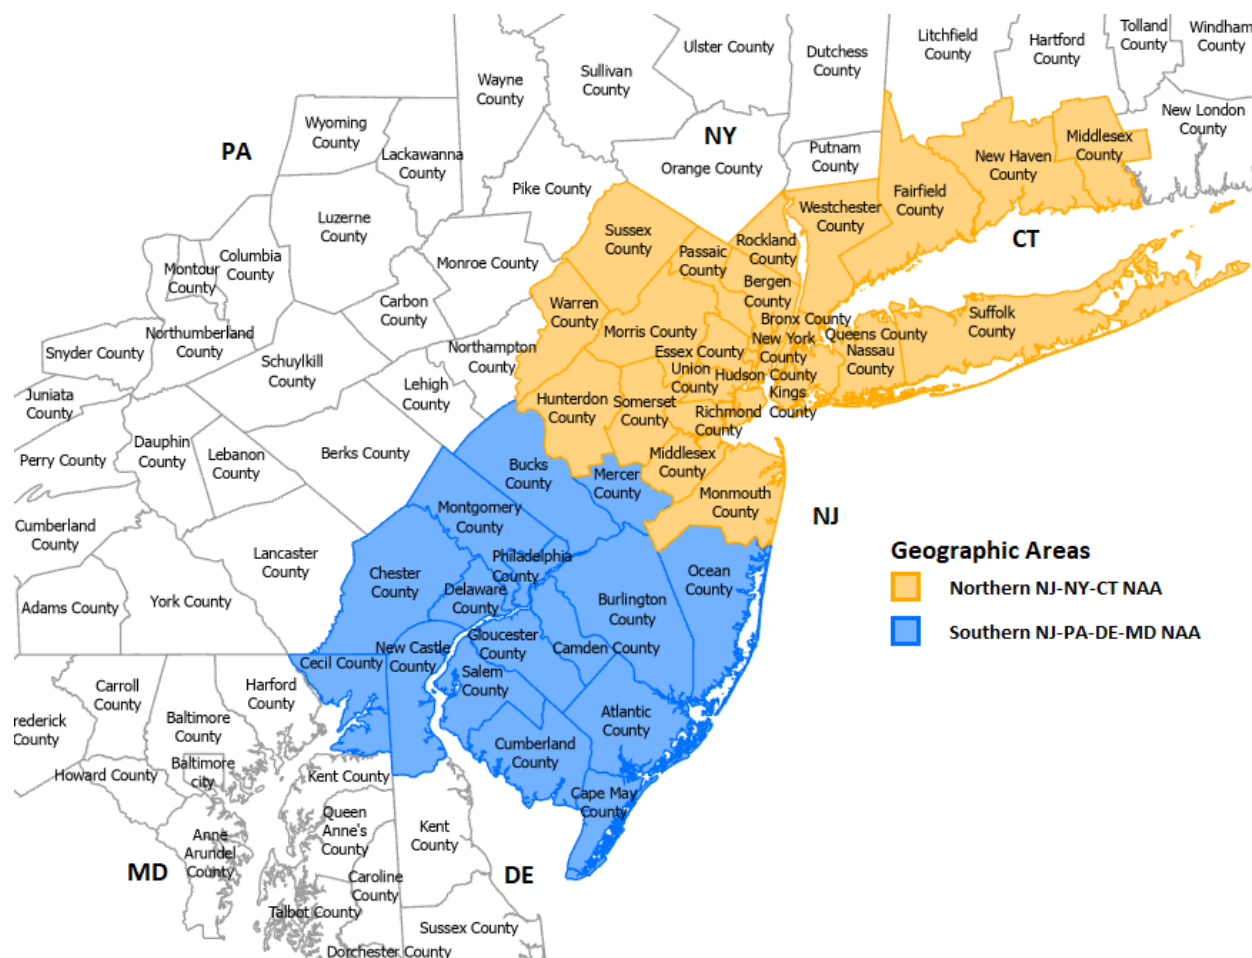 Ulster County
Dutchess
County
Litchfield
County
Hartford
County
Tolland
County
Windham
County
Wayne
County
Sullivan
County
New London
County
PA
Wyoming
County
NY
Middlesex
County
Lackawanna
County
Putnam
County
New Haven
County
Pike County
Orange County
Fairfield
County
Luzerne
County
Westchester
County
Sussex
County
Rockland
County
CT
Columbia
County
Montour
County
Monroe County
Passaic
County
Bergen
County
Carbon
County
Warren
County
Bronx County
Suffolk
County
Northumberland
County
Morris County
New York
County
Queens County
Snyder County
Schuylkill
County
Northampton
County
Essex County
Nassau
County
Union
County
Hudson County
Lehigh
County
Juniata
County
Hunterdon
County
Somerset
County
Kings
County
Richmond
County
Dauphin
County
Perry County
Lebanon
County
Berks County
Bucks
County
Mercer
County
Middlesex
County
Monmouth
County
NJ
Cumberland
County
Montgomery
County
Lancaster
County
Philadelphia
County
Geographic Areas
Northern NJ-NY-CT NAA
Southern NJ-PA-DE-MD NAA
Chester
County
Ocean
County
Adams County
York County
Delaware
County
Burlington
County
Gloucester
County
Camden County
New Castle
County
Cecil County
Salem
County
Carroll
County
Harford
County
rederick
County
Baltimore
County
Atlantic
County
Cumberland
County
Howard County
Baltimore
city
Kent County
Cape May
County
Queen
Anne's
County
Kent
County
Anne
Arundel
County
MD
DE
Caroline
County
Talbot County
Sussex County
Dorchester County